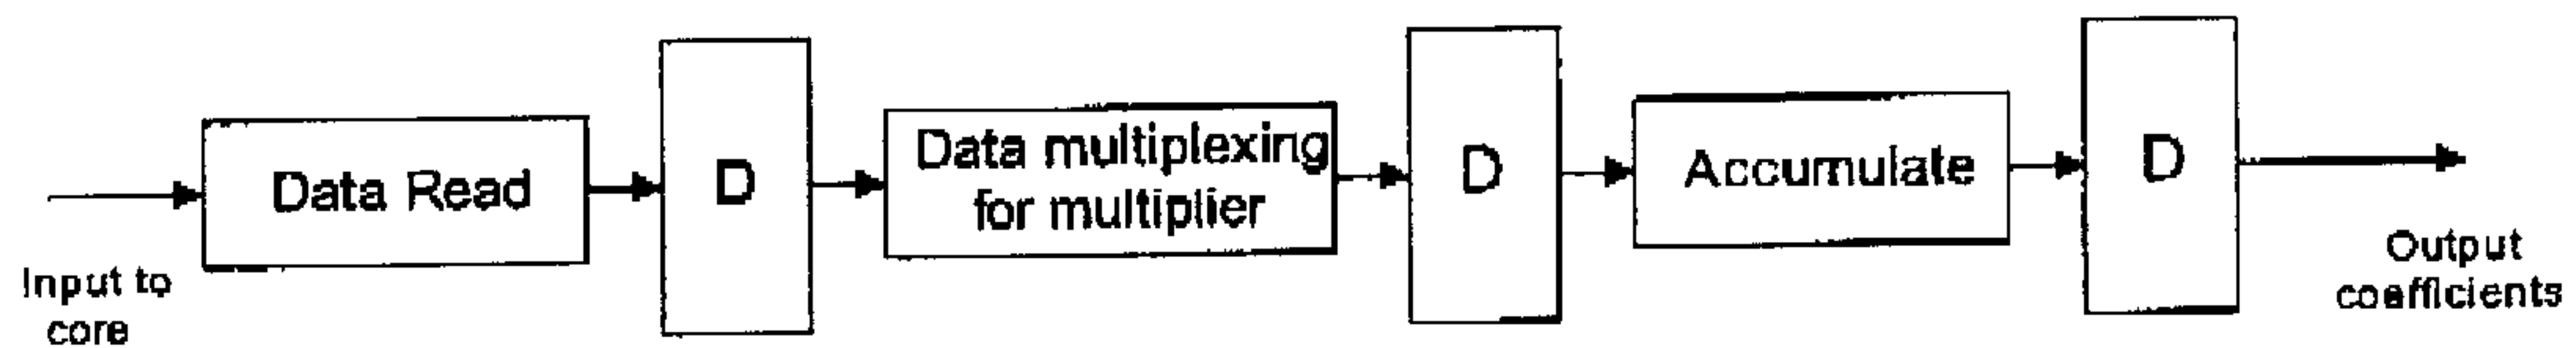 Input to
core
Data Read
D
Data multiplexing
for multiplier
D
Accumulate
D
Output
coefficients